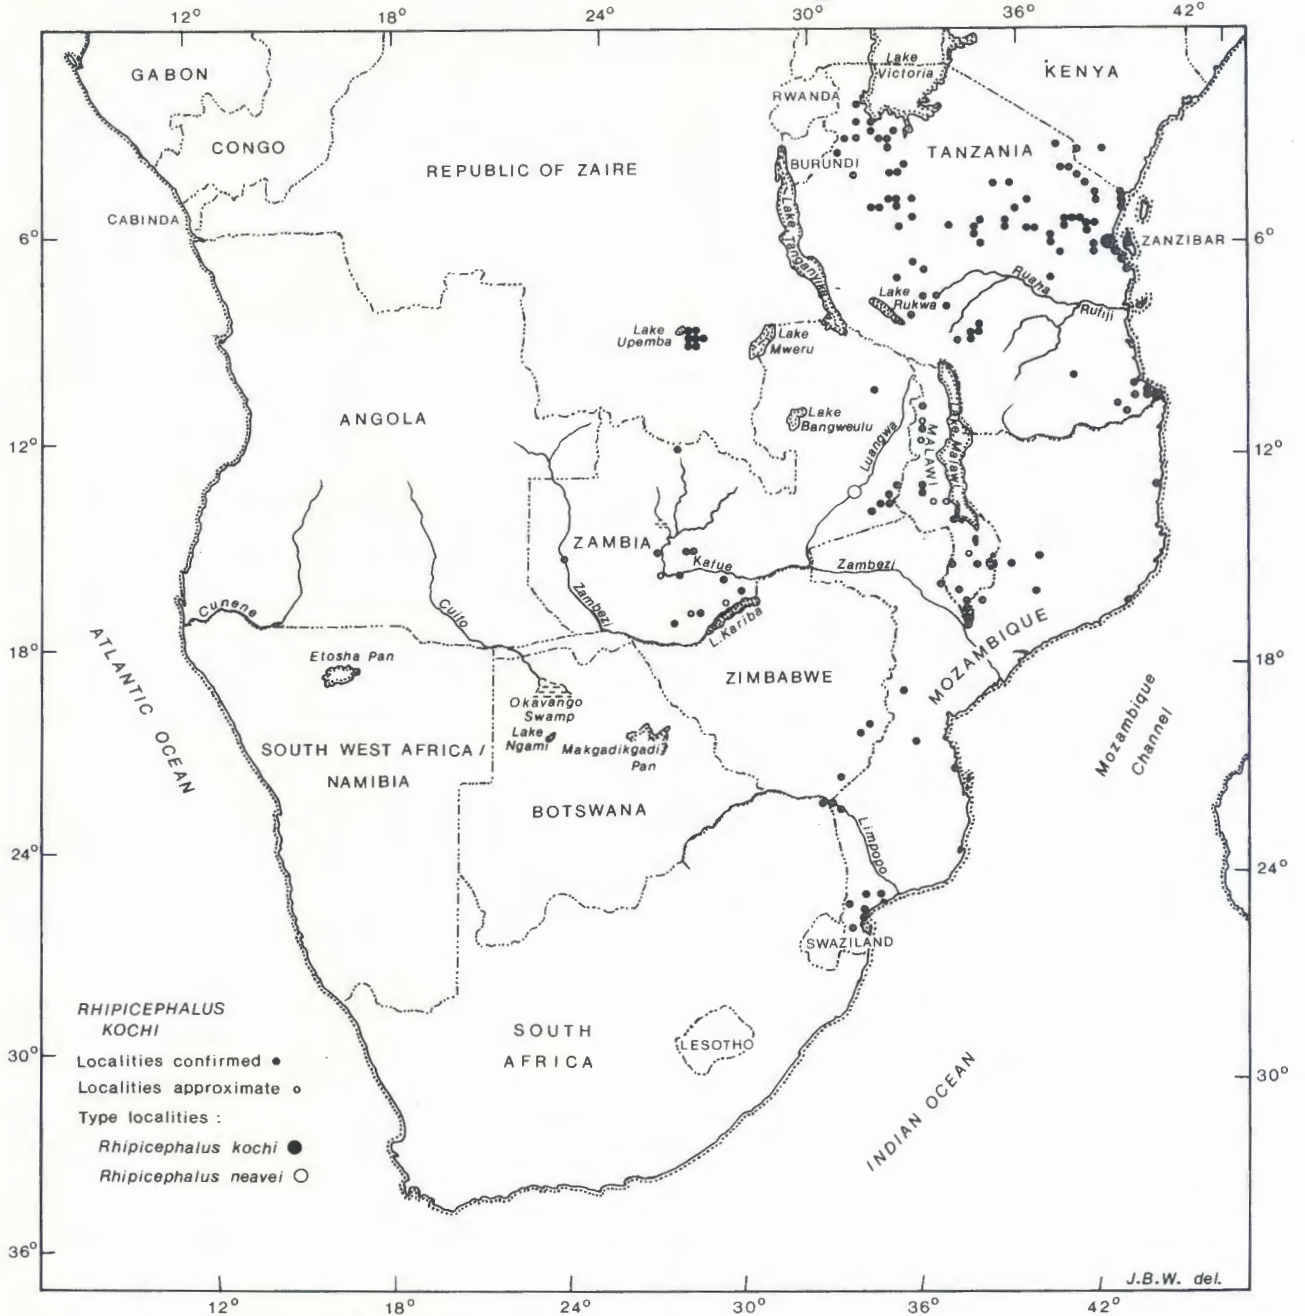 12° 18° 24° 30° 36° 42°
GABON
CONGO
CABINDA
REPUBLIC OF ZAIRE
Lake
Victoria
KENYA
RWANDA
BURUNDI
TANZANIA
Lake Tanganyika
6° 6°
ZANZIBAR
Ruaha
Lake
Rukwa
Rufiji
Lake
Upemba
Lake
Mweru
ANGOLA
Lake
Bangweulu
Luangwa
MALAWI
Lake Malawi
12° 12°
ZAMBIA
Kafue
Zambezi
Zambezi
L.Kariba
Cunene
Cuilo
MOZAMBIQUE
ATLANTIC OCEAN
18° 18°
Etosha Pan
ZIMBABWE
Okavango
Swamp
Lake
Ngami
Makgadikgadi
Pan
Mozambique
Channel
SOUTH WEST AFRICA /
NAMIBIA
BOTSWANA
Limpopo
24° 24°
SWAZILAND
RHIPICEPHALUS
KOCHI
Localities confirmed
Localities approximate
Type localities :
Rhipicephalus kochi
Rhipicephalus neavei
SOUTH
AFRICA
LESOTHO
30° 30°
INDIAN OCEAN
36°
J.B.W. del.
12° 18° 24° 30° 36° 42°